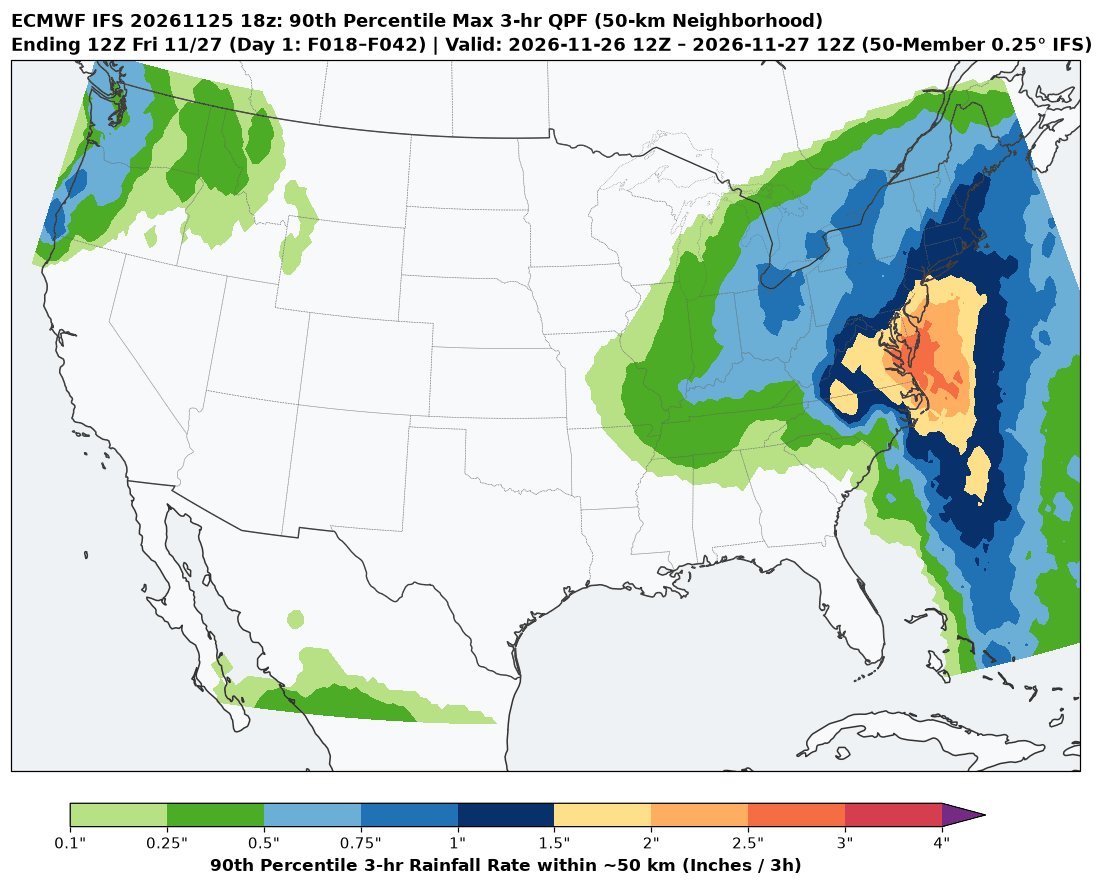 ECMWF IFS 20261125 18z: 90th Percentile Max 3-hr QPF (50-km Neighborhood)
Ending 12Z Fri 11/27 (Day 1: F018–F042) | Valid: 2026-11-26 12Z – 2026-11-27 12Z (50-Member 0.25° IFS)
0.1" 0.25" 0.5" 0.75" 1" 1.5" 2" 2.5" 3" 4"
90th Percentile 3-hr Rainfall Rate within ~50 km (Inches / 3h)